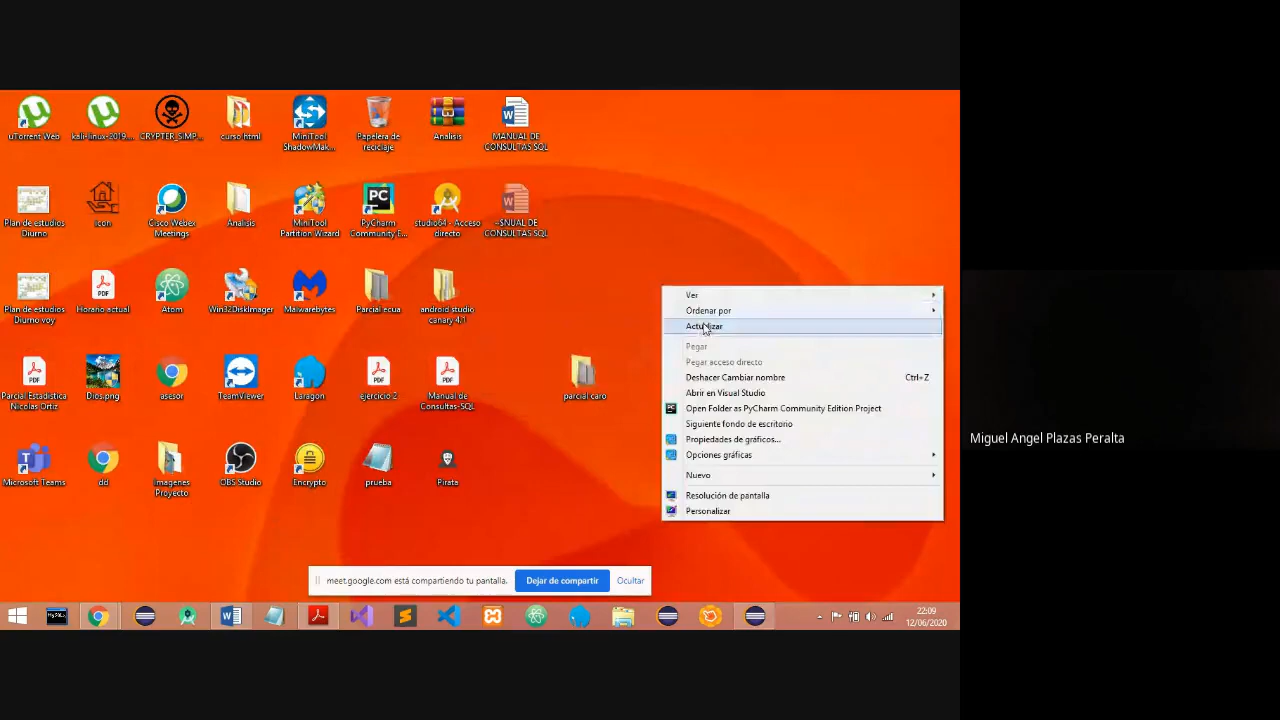 uTorrent Web
kali-linux-2019....
CRYPTER_SIMP...
curso html
MiniTool
ShadowMak...
Papelera de
reciclaje
Analisis
MANUAL DE
CONSULTAS SQL
Plan de estudios
Diurno
Icon
Cisco Webex
Meetings
Analisis
MiniTool
Partition Wizard
PyCharm
Community E...
studio64 - Acceso
directo
~$NUAL DE
CONSULTAS SQL
Plan de estudios
Diurno voy
Horario actual
Atom
Win32DiskImager
Malwarebytes
Parcial ecua
android studio
canary 4.1
Parcial Estadistica
Nicolas Ortiz
Dios.png
asesor
TeamViewer
Laragon
ejercicio 2
Manual de
Consultas-SQL
parcial caro
Microsoft Teams
dd
Imagenes
Proyecto
OBS Studio
Encrypto
prueba
Pirata
Ver
Ordenar por
Actualizar
Pegar
Pegar acceso directo
Deshacer Cambiar nombre Ctrl+Z
Abrir en Visual Studio
Open Folder as PyCharm Community Edition Project
Siguiente fondo de escritorio
Propiedades de gráficos...
Opciones gráficas
Nuevo
Resolución de pantalla
Personalizar
Miguel Angel Plazas Peralta
meet.google.com está compartiendo tu pantalla. Dejar de compartir Ocultar
22:09
12/06/2020